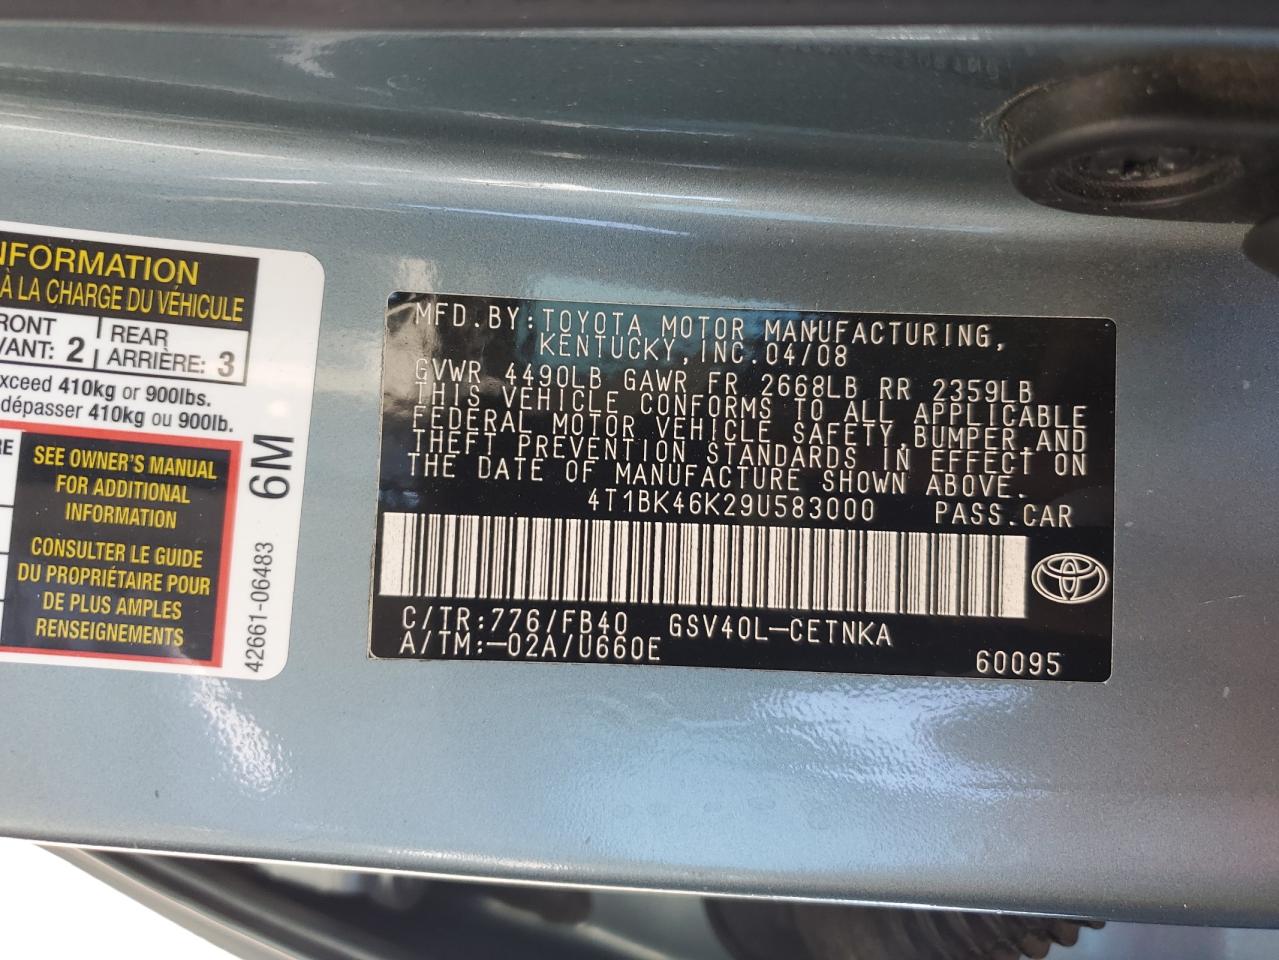 NFORMATION
À LA CHARGE DU VÉHICULE
RONT
VANT: 2
REAR
ARRIÈRE: 3
xceed 410kg or 900lbs.
dépasser 410kg ou 900lb.
RE
SEE OWNER'S MANUAL
FOR ADDITIONAL
INFORMATION
CONSULTER LE GUIDE
DU PROPRIÉTAIRE POUR
DE PLUS AMPLES
RENSEIGNEMENTS
6M
42661-06483
MFD.BY:TOYOTA MOTOR MANUFACTURING,
KENTUCKY,INC.04/08
GVWR 4490LB GAWR FR 2668LB RR 2359LB
THIS VEHICLE CONFORMS TO ALL APPLICABLE
FEDERAL MOTOR VEHICLE SAFETY,BUMPER,AND
THEFT PREVENTION STANDARDS IN EFFECT ON
THE DATE OF MANUFACTURE SHOWN ABOVE.
4T1BK46K29U583000 PASS.CAR
C/TR:776/FB40 GSV40L-CETNKA
A/TM:-02A/U660E
60095